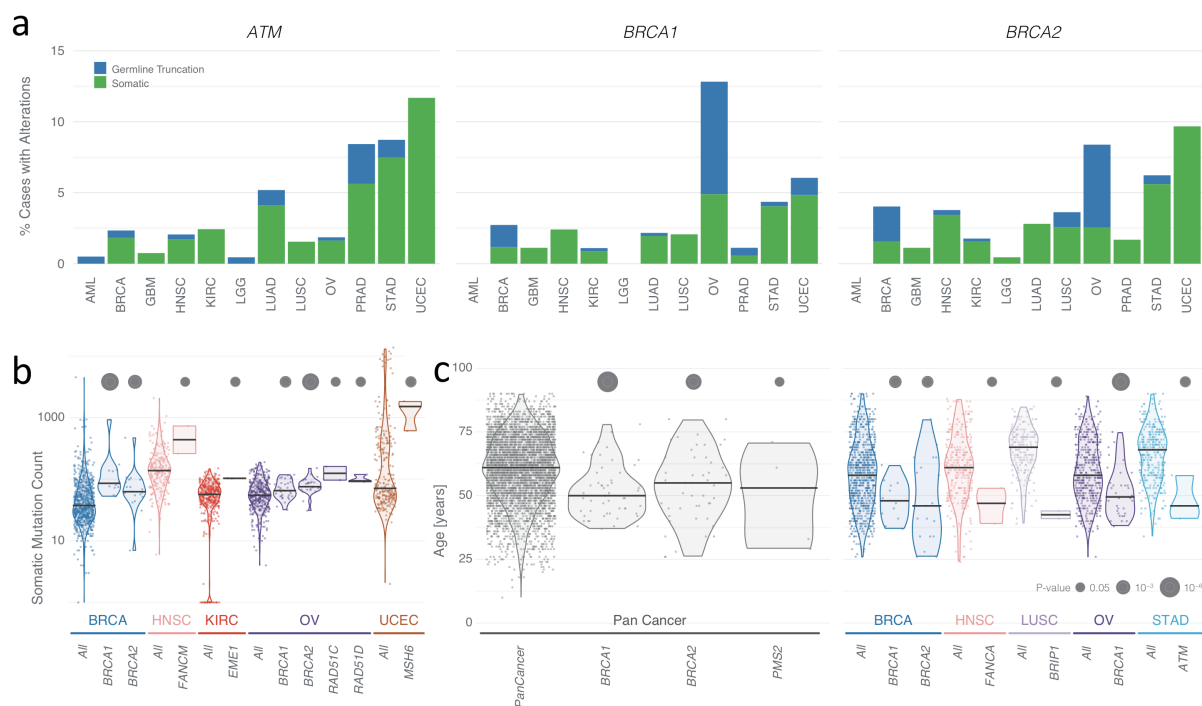 a
ATM
BRCA1
BRCA2
% Cases with Alterations
15
10
5
0
Germline Truncation
Somatic
AML BRCA GBM HNSC KIRC LGG LUAD LUSC OV PRAD STAD UCEC
AML BRCA GBM HNSC KIRC LGG LUAD LUSC OV PRAD STAD UCEC
AML BRCA GBM HNSC KIRC LGG LUAD LUSC OV PRAD STAD UCEC
b
Somatic Mutation Count
1000
10
BRCA HNSC KIRC OV UCEC
All BRCA1 BRCA2 All FANCM All EME1 All BRCA1 BRCA2 RAD51C RAD51D All MSH6
c
Age [years]
100
75
50
25
0
Pan Cancer
PanCancer BRCA1 BRCA2 PMS2
P-value 0.05 10⁻³ 10⁻⁶
BRCA HNSC LUSC OV STAD
All BRCA1 BRCA2 All FANCA All BRIP1 All BRCA1 All ATM